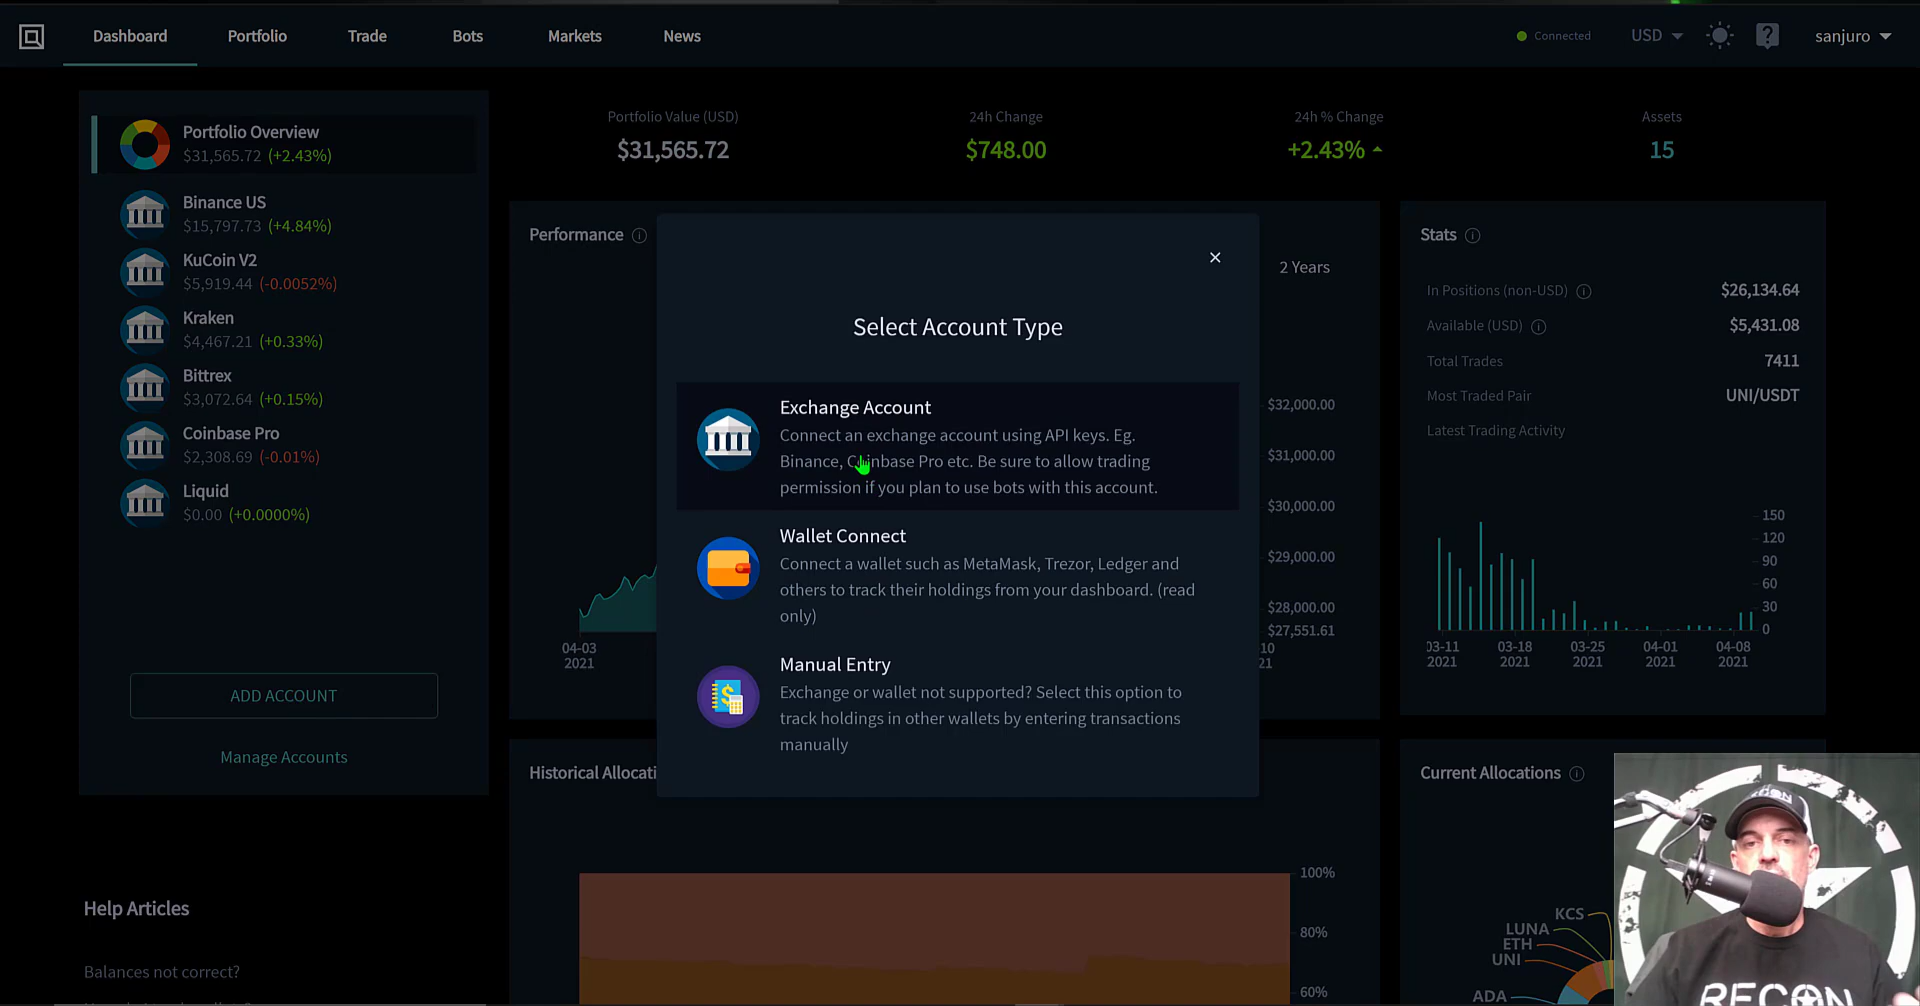 Dashboard
Portfolio
Trade
Bots
Markets
News
Connected
USD
sanjuro
Portfolio Overview
$31,565.72 (+2.43%)
Binance US
$15,797.73 (+4.84%)
KuCoin V2
$5,919.44 (-0.0052%)
Kraken
$4,467.21 (+0.33%)
Bittrex
$3,072.64 (+0.15%)
Coinbase Pro
$2,308.69 (-0.01%)
Liquid
$0.00 (+0.0000%)
ADD ACCOUNT
Manage Accounts
Help Articles
Balances not correct?
Portfolio Value (USD)
$31,565.72
24h Change
$748.00
24h % Change
+2.43%
Assets
15
Performance
2 Years
$32,000.00
$31,000.00
$30,000.00
$29,000.00
$28,000.00
$27,551.61
04-03
2021
10
21
Select Account Type
Exchange Account
Connect an exchange account using API keys. Eg.
Binance, Coinbase Pro etc. Be sure to allow trading
permission if you plan to use bots with this account.
Wallet Connect
Connect a wallet such as MetaMask, Trezor, Ledger and
others to track their holdings from your dashboard. (read
only)
Manual Entry
Exchange or wallet not supported? Select this option to
track holdings in other wallets by entering transactions
manually
Stats
In Positions (non-USD) $26,134.64
Available (USD) $5,431.08
Total Trades 7411
Most Traded Pair UNI/USDT
Latest Trading Activity
150
120
90
60
30
0
03-11 03-18 03-25 04-01 04-08
2021 2021 2021 2021 2021
Historical Allocati
100%
80%
60%
Current Allocations
KCS
LUNA
ETH
UNI
ADA
RECON
RECON